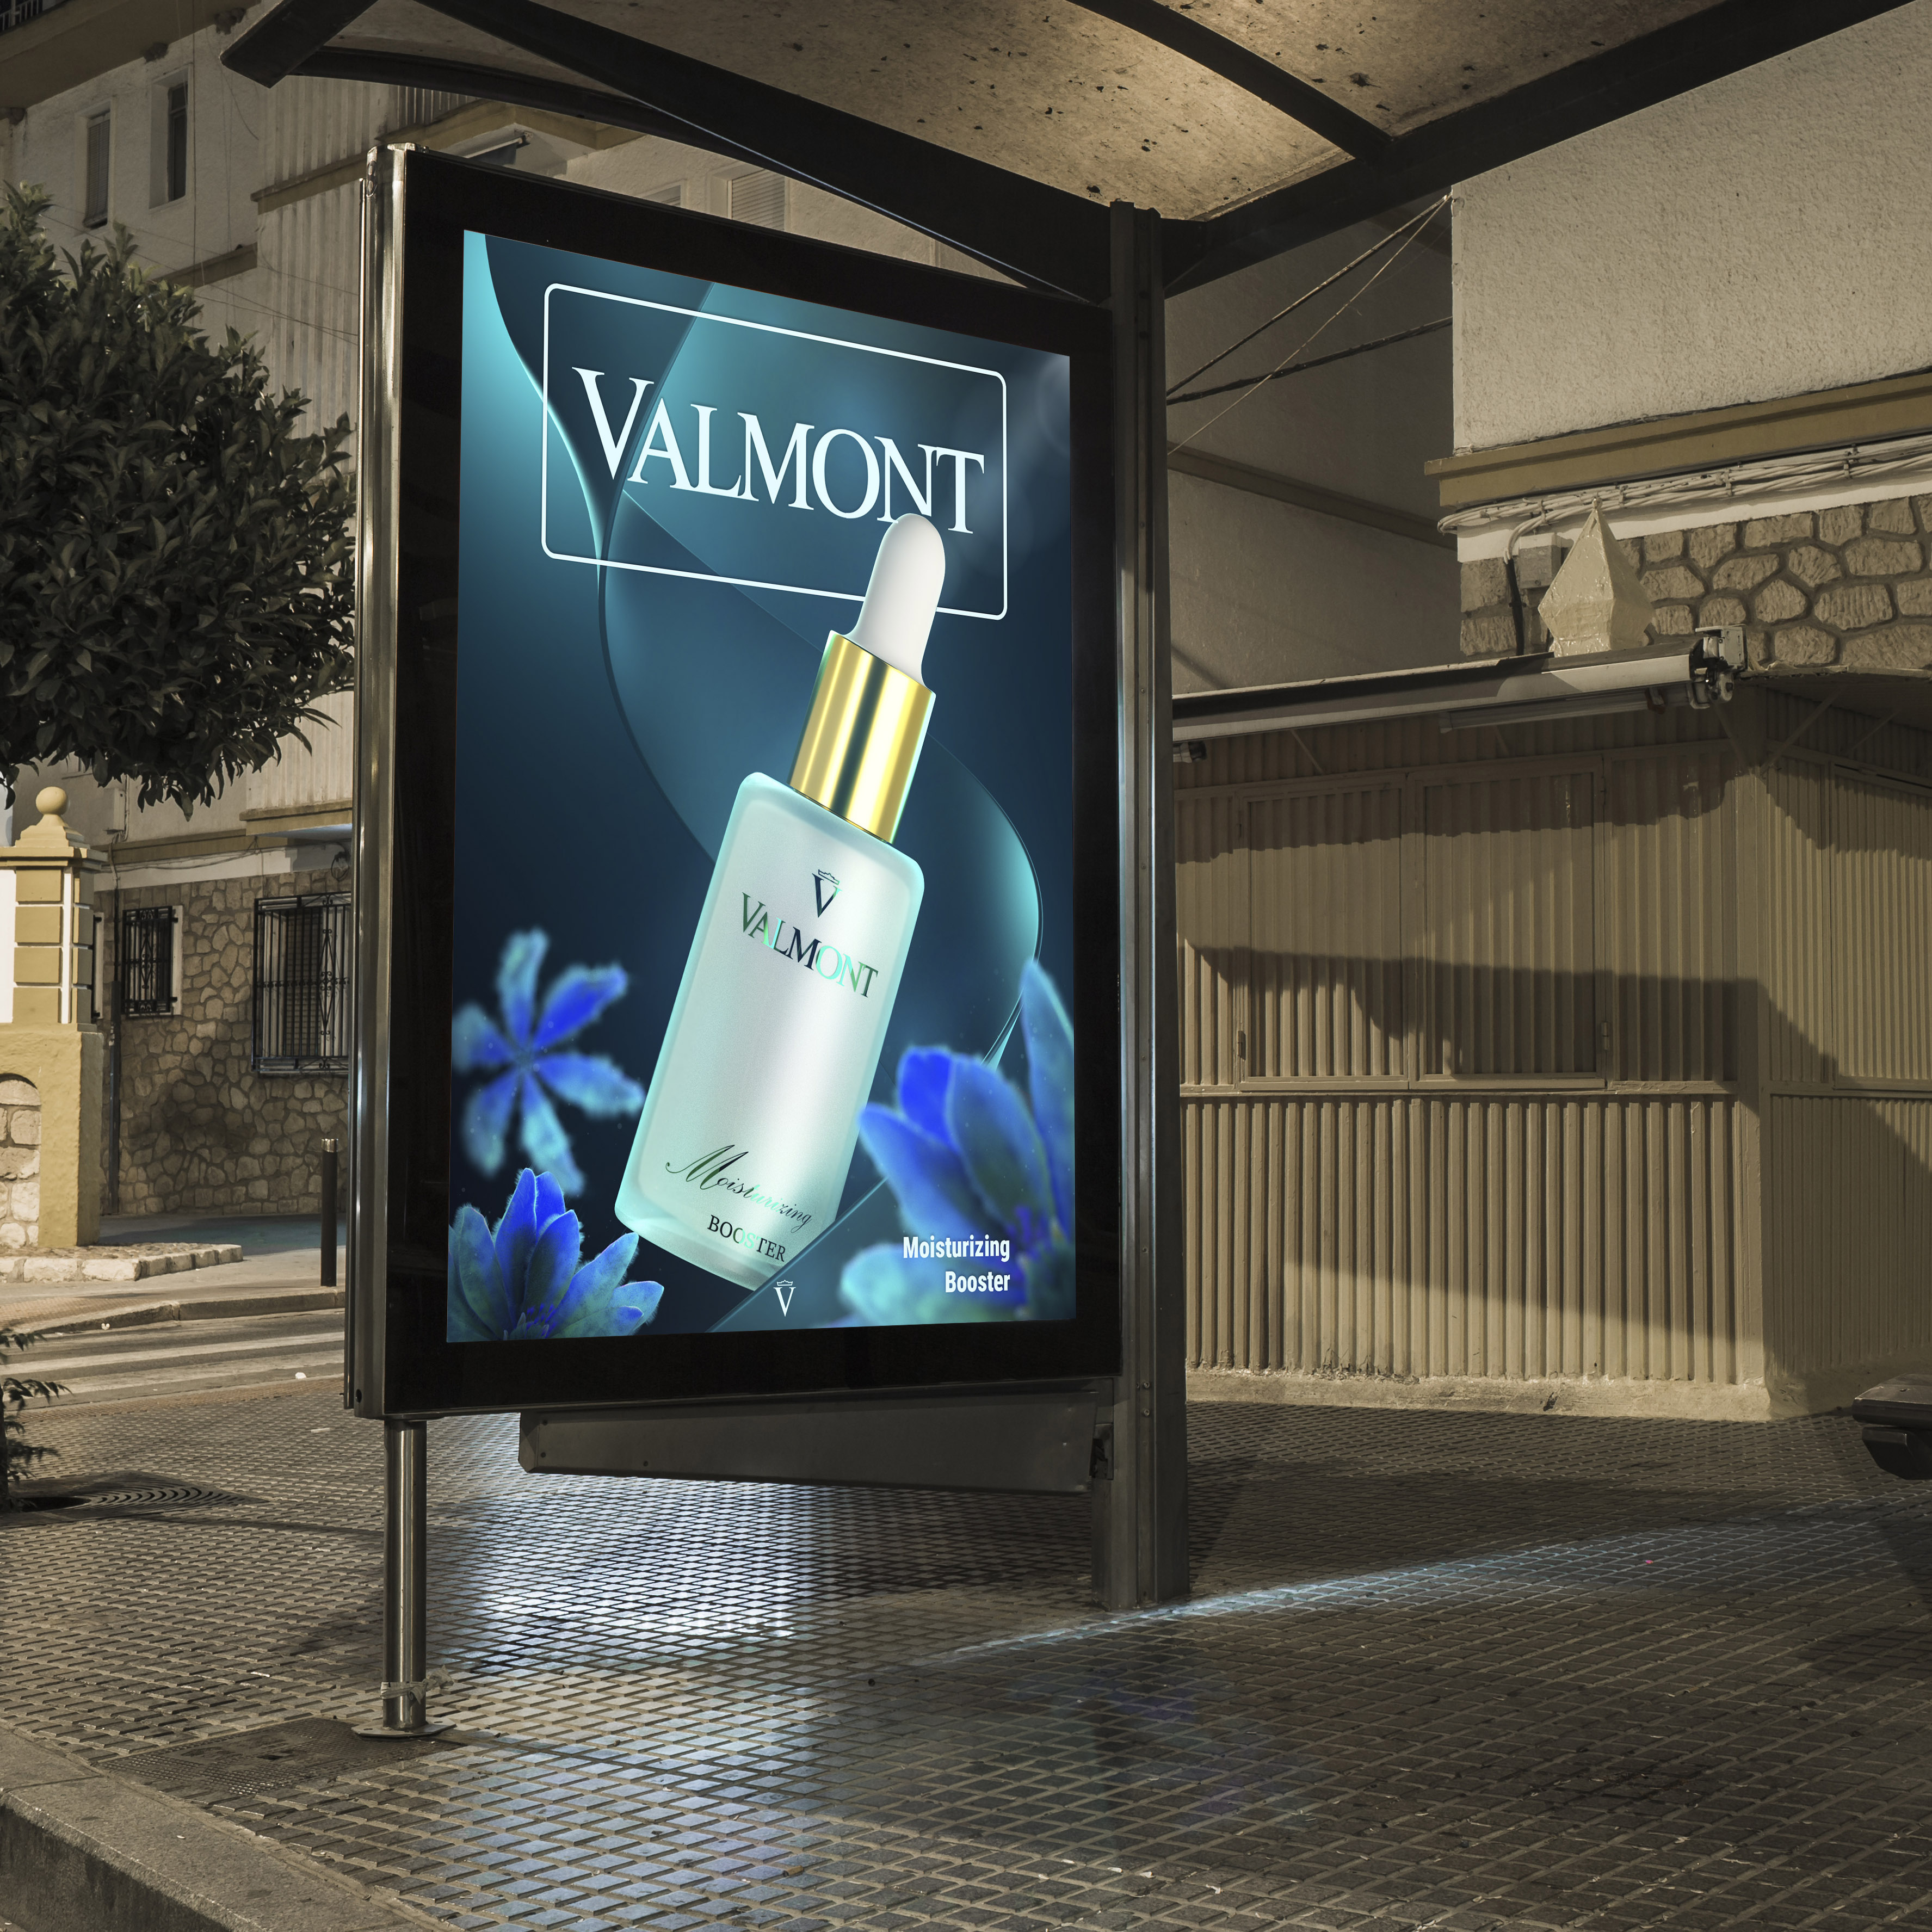 VALMONT
V
VALMONT
Moisturizing
BOOSTER
Moisturizing
Booster
V